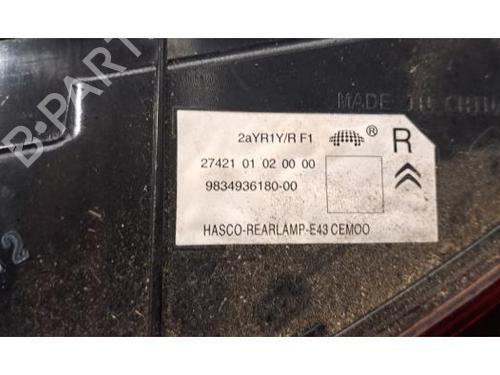 B-PARTS
MADE IN CHINA
2aYR1Y/R F1 ® R
27421 01 02 00 00
9834936180-00
HASCO-REARLAMP-E43 CEMOO